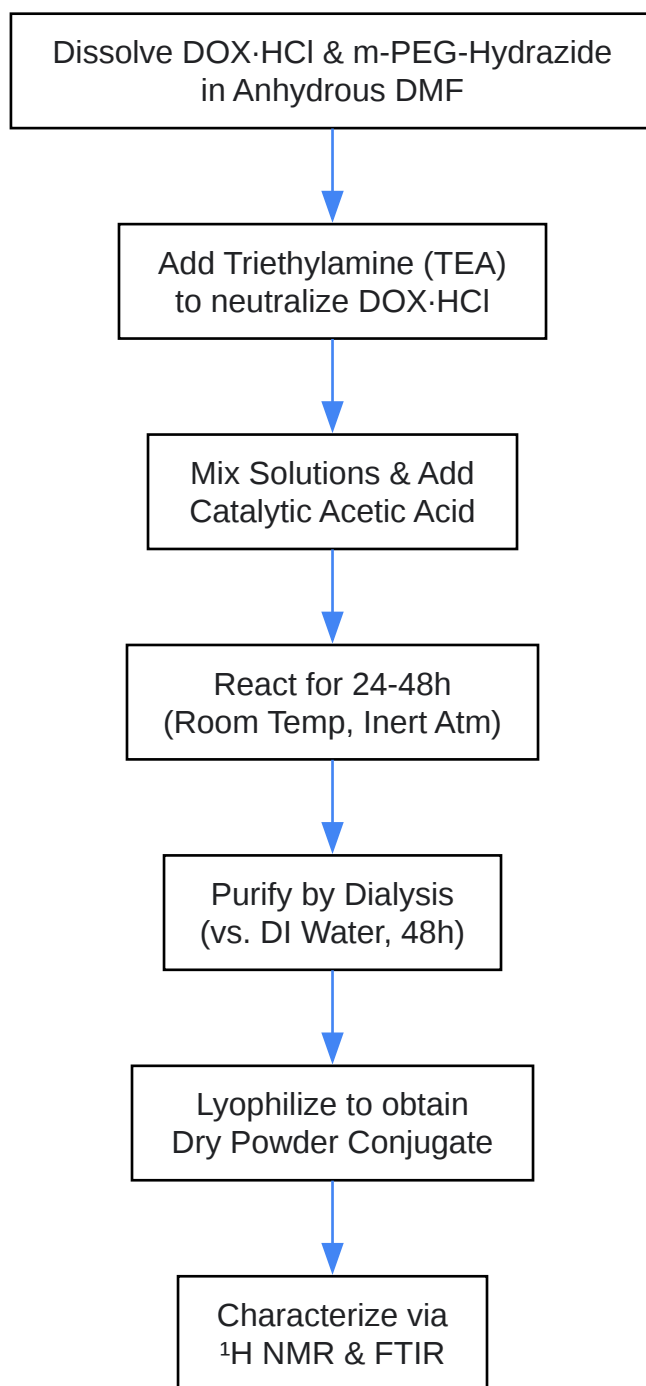 Dissolve DOX·HCl & m-PEG-Hydrazide
in Anhydrous DMF
Add Triethylamine (TEA)
to neutralize DOX·HCl
Mix Solutions & Add
Catalytic Acetic Acid
React for 24-48h
(Room Temp, Inert Atm)
Purify by Dialysis
(vs. DI Water, 48h)
Lyophilize to obtain
Dry Powder Conjugate
Characterize via
¹H NMR & FTIR